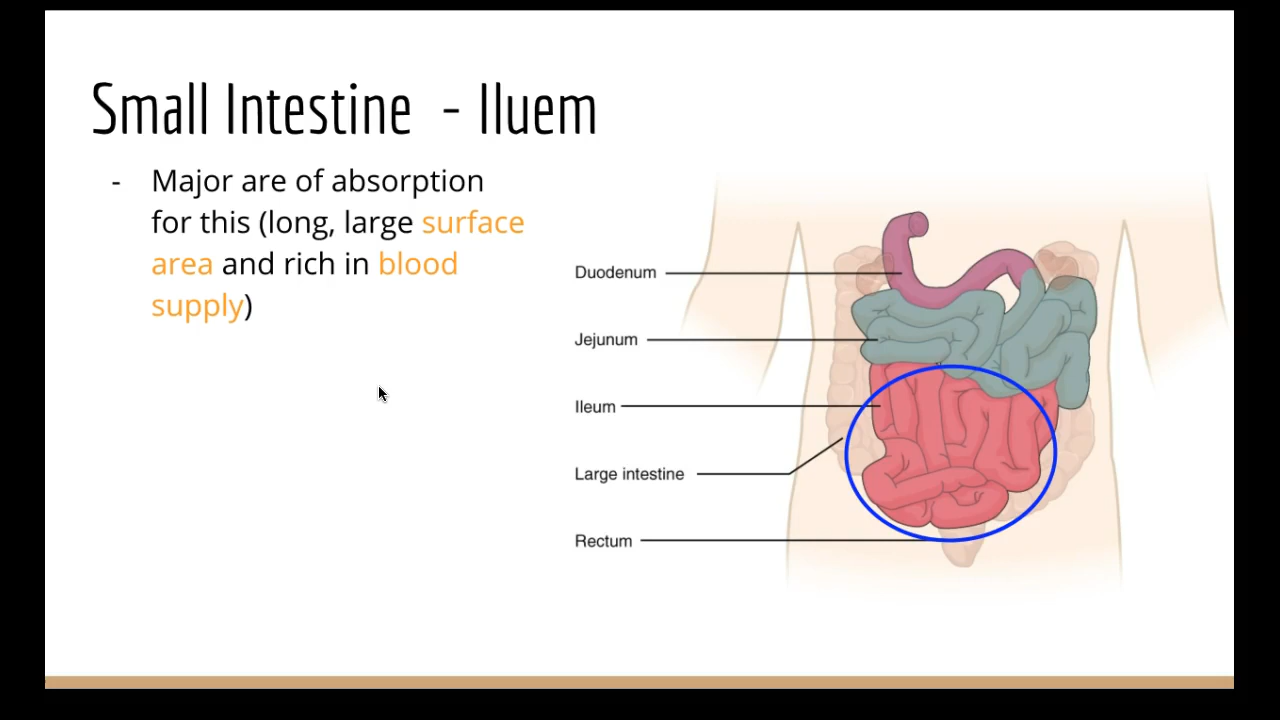 Small Intestine - Iluem
- Major are of absorption
for this (long, large surface
area and rich in blood
supply)
Duodenum
Jejunum
Ileum
Large intestine
Rectum